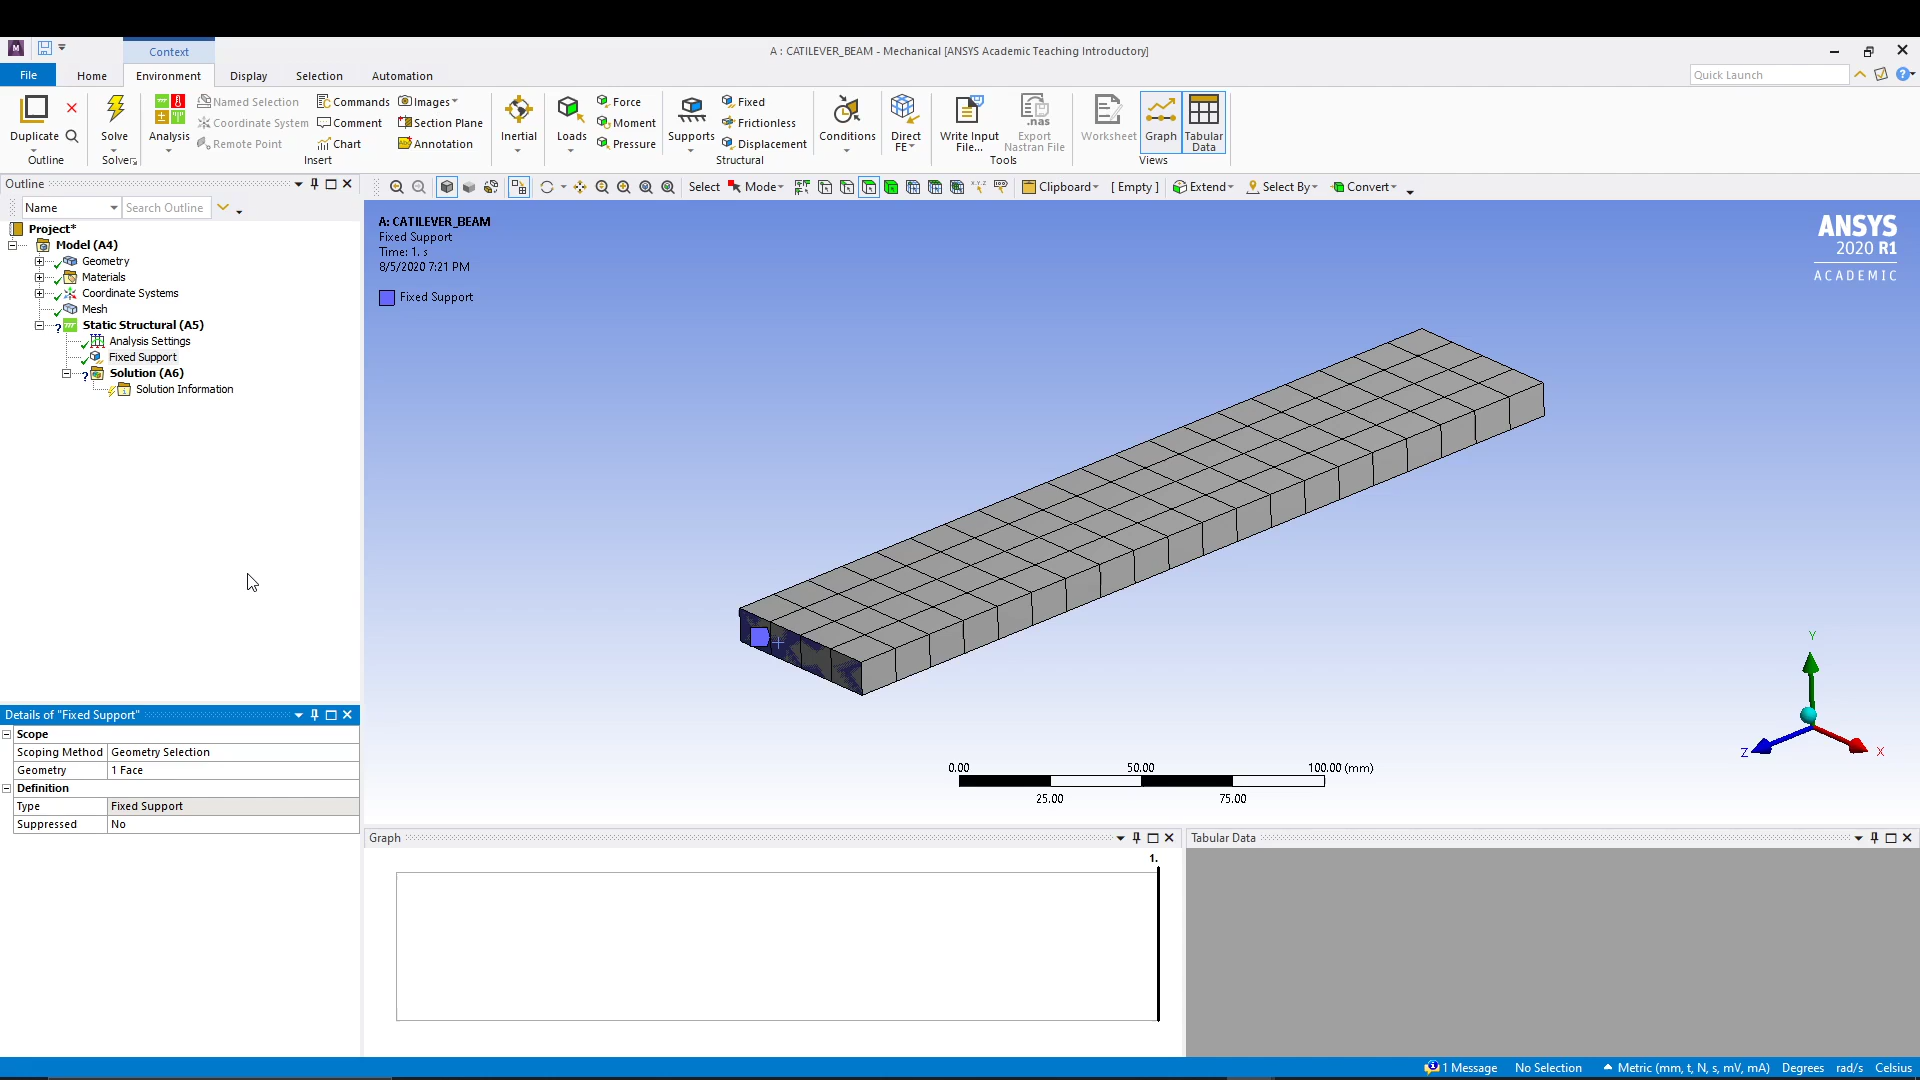 M
Context
A : CATILEVER_BEAM - Mechanical [ANSYS Academic Teaching Introductory]
File Home Environment Display Selection Automation
Quick Launch
Duplicate
Outline
Solve
Solver
Analysis
Named Selection
Coordinate System
Remote Point
Commands
Comment
Chart
Images
Section Plane
Annotation
Insert
Inertial
Loads
Force
Moment
Pressure
Supports
Fixed
Frictionless
Displacement
Structural
Conditions
Direct
FE
Write Input
File...
.nas
Export
Nastran File
Tools
Worksheet
Graph
Tabular
Data
Views
Outline
Name
Search Outline
Select Mode
Clipboard
[ Empty ]
Extend
Select By
Convert
Project*
Model (A4)
Geometry
Materials
Coordinate Systems
Mesh
Static Structural (A5)
Analysis Settings
Fixed Support
Solution (A6)
Solution Information
A: CATILEVER_BEAM
Fixed Support
Time: 1. s
8/5/2020 7:21 PM
Fixed Support
ANSYS
2020 R1
ACADEMIC
Y
Z
X
0.00 50.00 100.00 (mm)
25.00 75.00
Details of "Fixed Support"
Scope
Scoping Method Geometry Selection
Geometry 1 Face
Definition
Type Fixed Support
Suppressed No
Graph
1.
Tabular Data
1 Message No Selection Metric (mm, t, N, s, mV, mA) Degrees rad/s Celsius